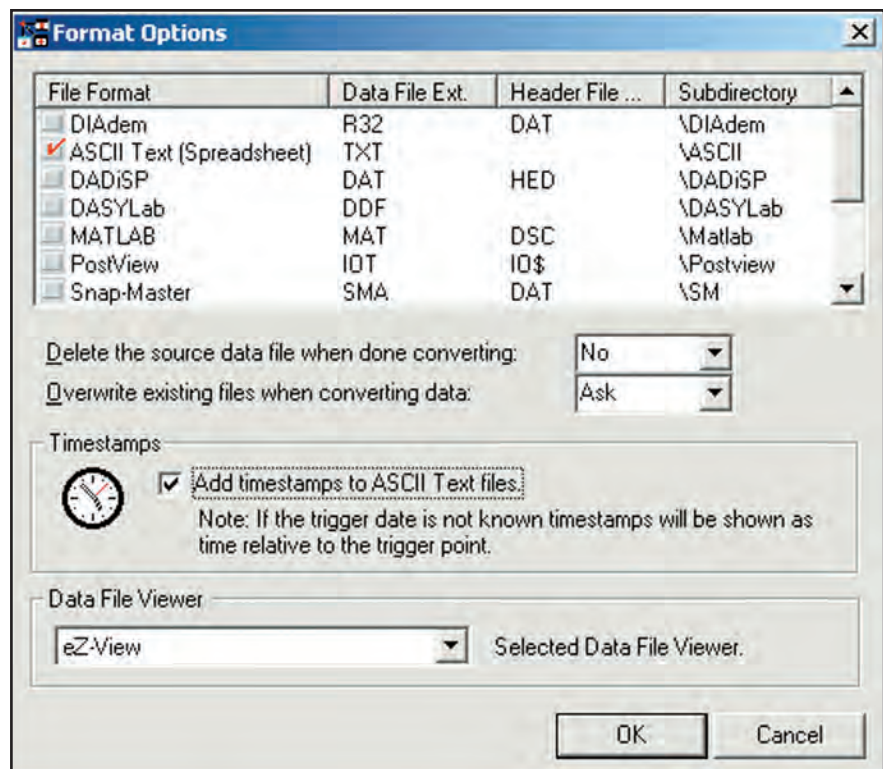 Format Options
File Format Data File Ext. Header File ... Subdirectory
DIAdem R32 DAT \DIAdem
ASCII Text (Spreadsheet) TXT \ASCII
DADiSP DAT HED \DADiSP
DASYLab DDF \DASYLab
MATLAB MAT DSC \Matlab
PostView IOT IO$ \Postview
Snap-Master SMA DAT \SM
Delete the source data file when done converting: No
Overwrite existing files when converting data: Ask
Timestamps
Add timestamps to ASCII Text files.
Note: If the trigger date is not known timestamps will be shown as
time relative to the trigger point.
Data File Viewer
eZ-View Selected Data File Viewer.
OK Cancel